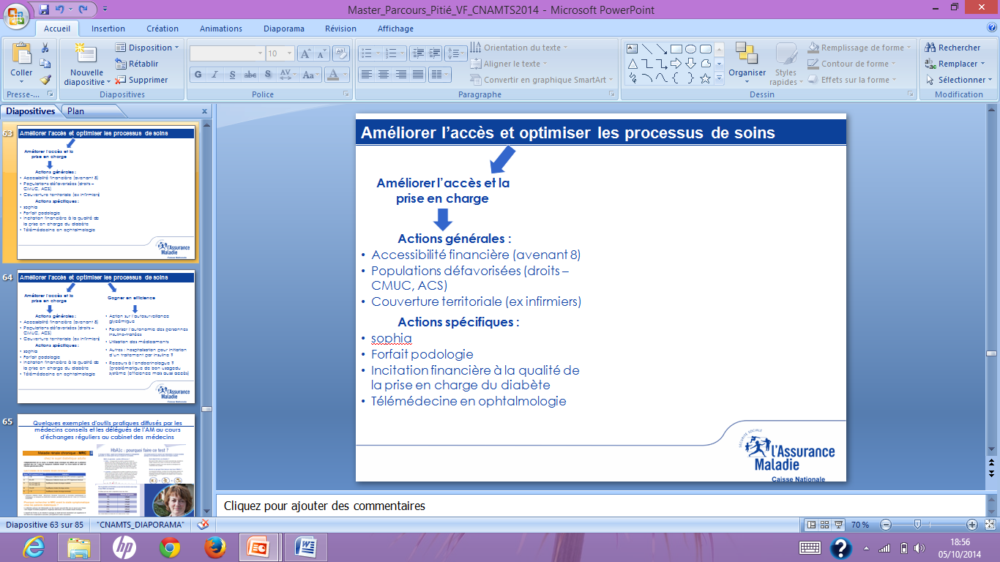 Master_Parcours_Pitié_VF_CNAMTS2014 - Microsoft PowerPoint
Accueil Insertion Création Animations Diaporama Révision Affichage
Coller
Presse-...
Nouvelle diapositive
Disposition
Rétablir
Supprimer
Diapositives
10
G I S abc S AV Aa A
Police
Orientation du texte
Aligner le texte
Convertir en graphique SmartArt
Paragraphe
Organiser
Styles rapides
Remplissage de forme
Contour de forme
Effets sur la forme
Dessin
Rechercher
Remplacer
Sélectionner
Modification
Diapositives Plan x
63
Améliorer l'accès et optimiser les processus de soins
Améliorer l'accès et la
prise en charge
Actions générales :
• Accessibilité financière (avenant 8)
• Populations défavorisées (droits –
CMUC, ACS)
• Couverture territoriale (ex infirmiers)
Actions spécifiques :
• sophia
• Forfait podologie
• Incitation financière à la qualité de
la prise en charge du diabète
• Télémédecine en ophtalmologie
l'Assurance
Maladie
Caisse Nationale
64
Améliorer l'accès et optimiser les processus de soins
Améliorer l'accès et la
prise en charge
Actions générales :
• Accessibilité financière (avenant 8)
• Populations défavorisées (droits –
CMUC, ACS)
• Couverture territoriale (ex infirmiers)
Actions spécifiques :
• sophia
• Forfait podologie
• Incitation financière à la qualité de
la prise en charge du diabète
• Télémédecine en ophtalmologie
Gagner en efficience
• Action sur l'autosurveillance
glycémique
• Favoriser l'autonomie des personnes
insulino-traitées
• Utilisation des médicaments
• Autres : hospitalisation pour initiation
d'un traitement par insuline ?
• Recours à l'endocrinologue ?
(problématique de bon usage du
système (efficience mais aussi accès)
l'Assurance
Maladie
65
Quelques exemples d'outils pratiques diffusés par les
médecins conseils et les délégués de l'AM au cours
d'échanges réguliers au cabinet des médecins
Maladie rénale chronique - MRC
HbA1c : pourquoi faire ce test ?
Améliorer l'accès et optimiser les processus de soins
Améliorer l'accès et la
prise en charge
Actions générales :
• Accessibilité financière (avenant 8)
• Populations défavorisées (droits –
CMUC, ACS)
• Couverture territoriale (ex infirmiers)
Actions spécifiques :
• sophia
• Forfait podologie
• Incitation financière à la qualité de
la prise en charge du diabète
• Télémédecine en ophtalmologie
SÉCURITÉ SOCIALE
l'Assurance
Maladie
Caisse Nationale
Cliquez pour ajouter des commentaires
Diapositive 63 sur 85 "CNAMTS_DIAPORAMA" 70 %
18:56
05/10/2014